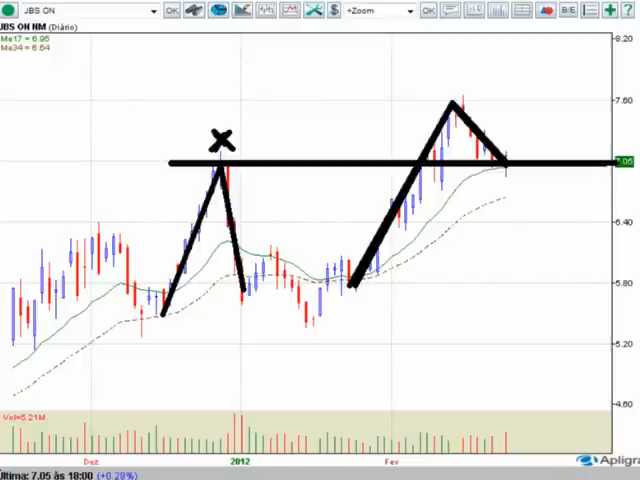 JBS ON OK +Zoom OK $ B/E ?
JBS ON NM (Diário)
Me17 = 6.95
Me34 = 6.64
8.20
7.60
7.05
6.40
5.80
5.20
4.60
Vol=5.21M
Dez 2012 Fev
Apligra
Última: 7.05 às 18:00 (+0.28%)